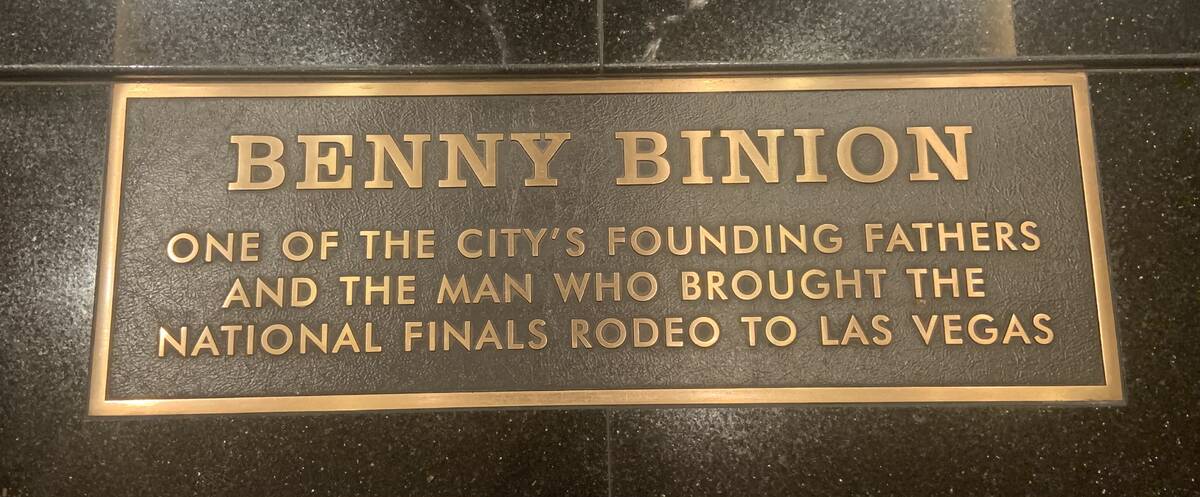 BENNY BINION
ONE OF THE CITY'S FOUNDING FATHERS
AND THE MAN WHO BROUGHT THE
NATIONAL FINALS RODEO TO LAS VEGAS